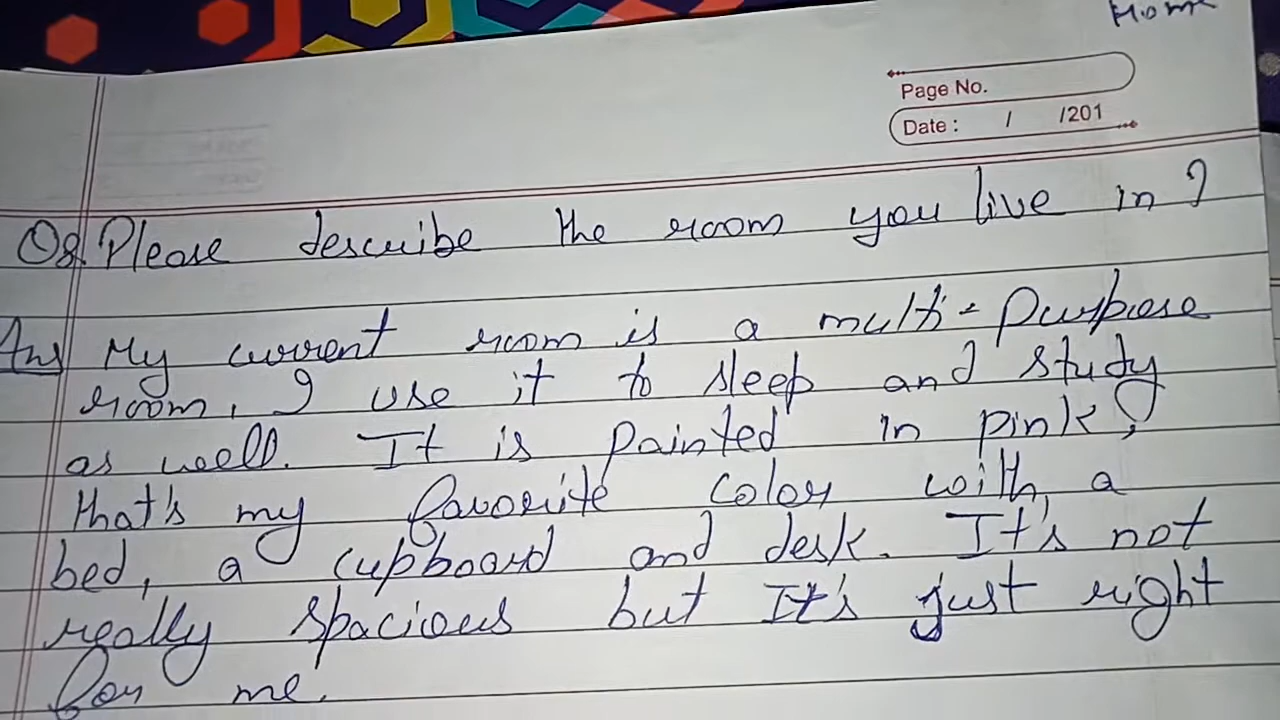 Home
Page No.
Date : / /201
Q8. Please describe the room you live in ?
Ans My current room is a multi-purpose
room, I use it to sleep and study
as well. It is painted in pink,
that's my favorite color with a
bed, a cupboard and desk. It's not
really spacious but It's just right
for me.